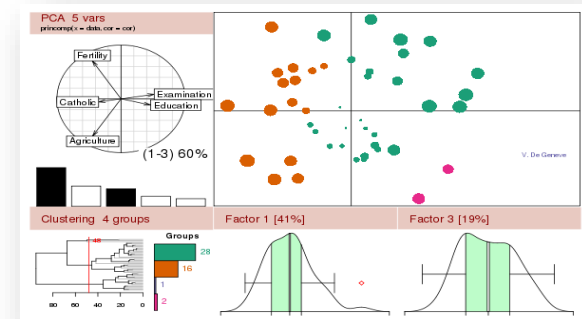 PCA 5 vars
princomp(x = data, cor = cor)
Fertility
Examination
Catholic
Education
Agriculture
(1-3) 60%
V. De Geneve
Clustering 4 groups
Factor 1 [41%]
Factor 3 [19%]
48
Groups
28
16
1
2
80 60 40 20 0